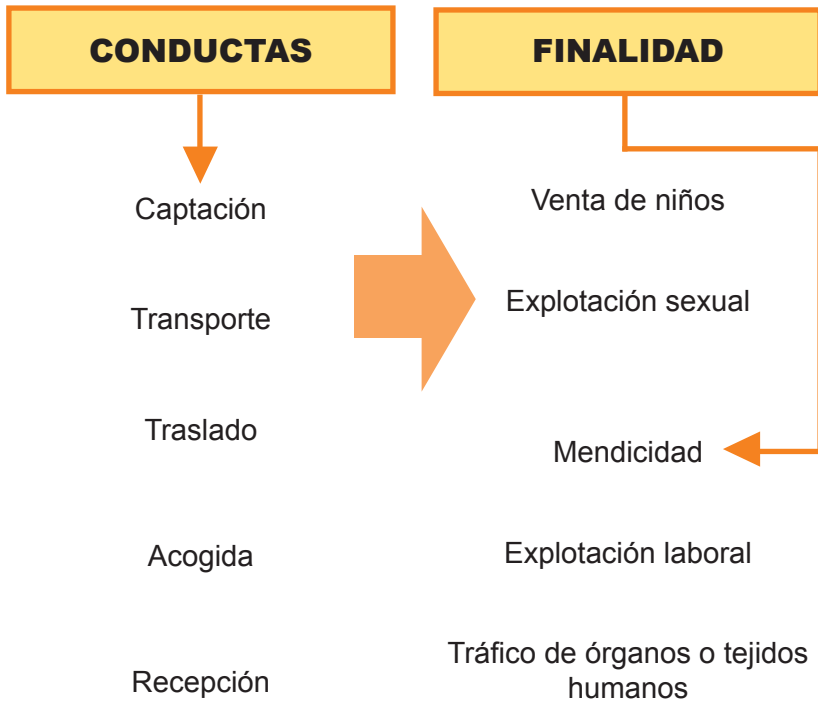 CONDUCTAS
Captación
Transporte
Traslado
Acogida
Recepción
FINALIDAD
Venta de niños
Explotación sexual
Mendicidad
Explotación laboral
Tráfico de órganos o tejidos
humanos